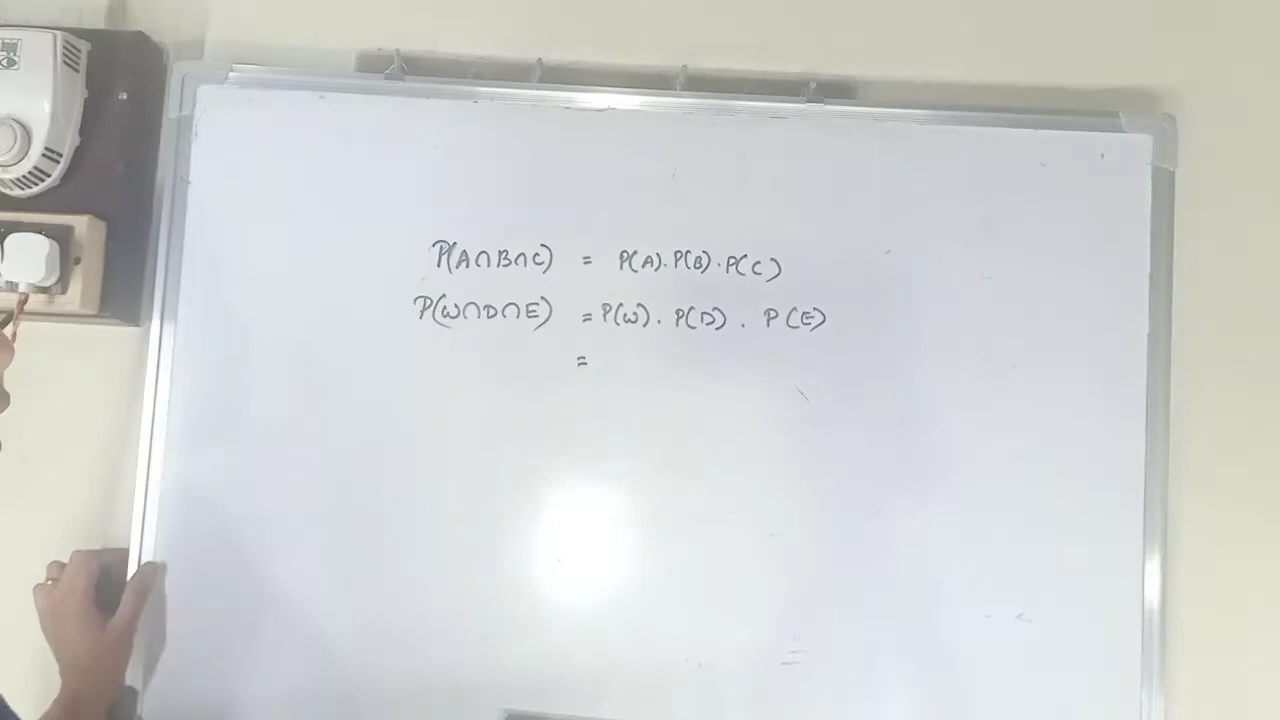 P(A∩B∩C) = P(A).P(B).P(C)
P(W∩D∩E) = P(W). P(D). P(E)
=